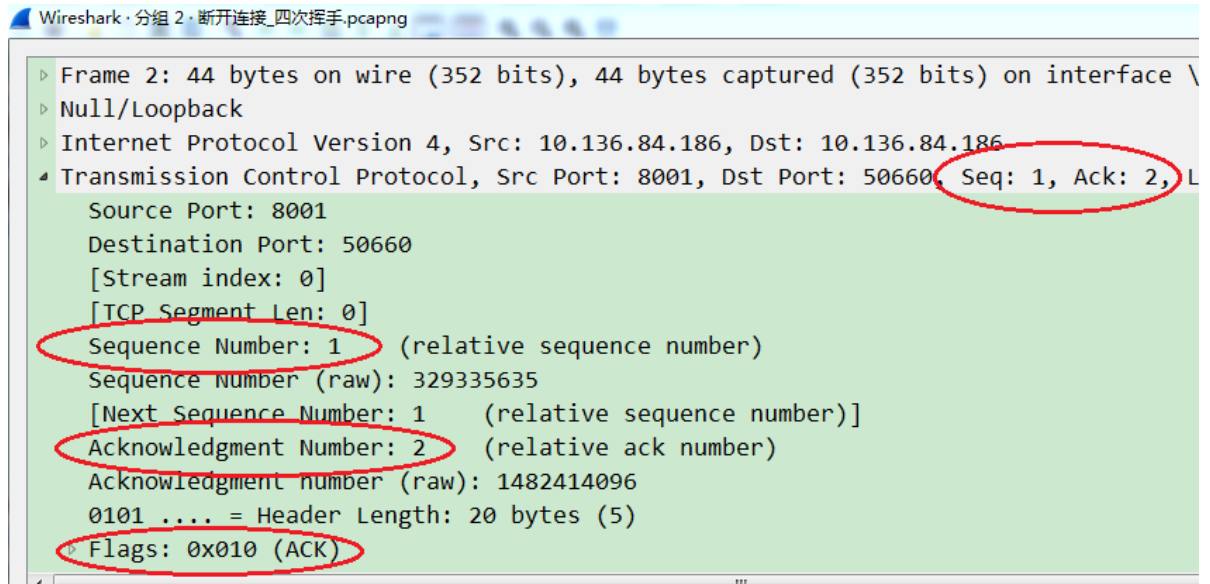 Wireshark · 分组 2 · 断开连接_四次挥手.pcapng
Frame 2: 44 bytes on wire (352 bits), 44 bytes captured (352 bits) on interface \
Null/Loopback
Internet Protocol Version 4, Src: 10.136.84.186, Dst: 10.136.84.186
Transmission Control Protocol, Src Port: 8001, Dst Port: 50660, Seq: 1, Ack: 2, L
Source Port: 8001
Destination Port: 50660
[Stream index: 0]
[TCP Segment Len: 0]
Sequence Number: 1 (relative sequence number)
Sequence Number (raw): 329335635
[Next Sequence Number: 1 (relative sequence number)]
Acknowledgment Number: 2 (relative ack number)
Acknowledgment number (raw): 1482414096
0101 .... = Header Length: 20 bytes (5)
Flags: 0x010 (ACK)